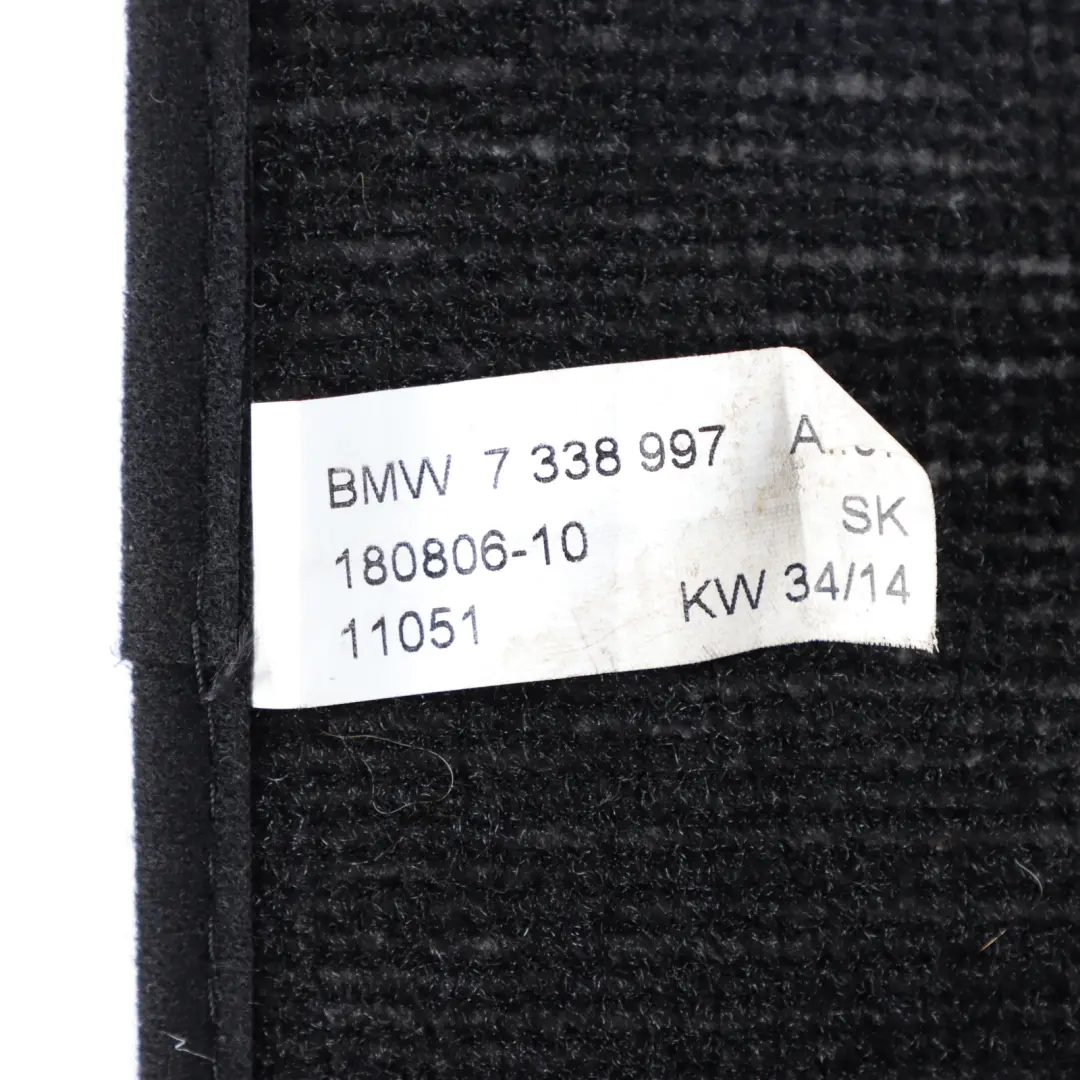 BMW 7 338 997
180806-10 SK
11051 KW 34/14